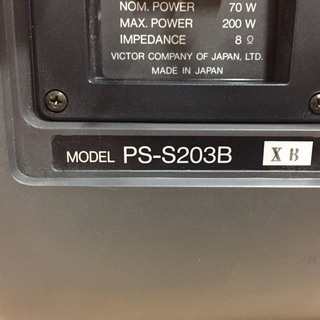 NOM. POWER 70 W
MAX. POWER 200 W
IMPEDANCE 8 Ω
VICTOR COMPANY OF JAPAN, LTD.
MADE IN JAPAN
MODEL PS-S203B X B